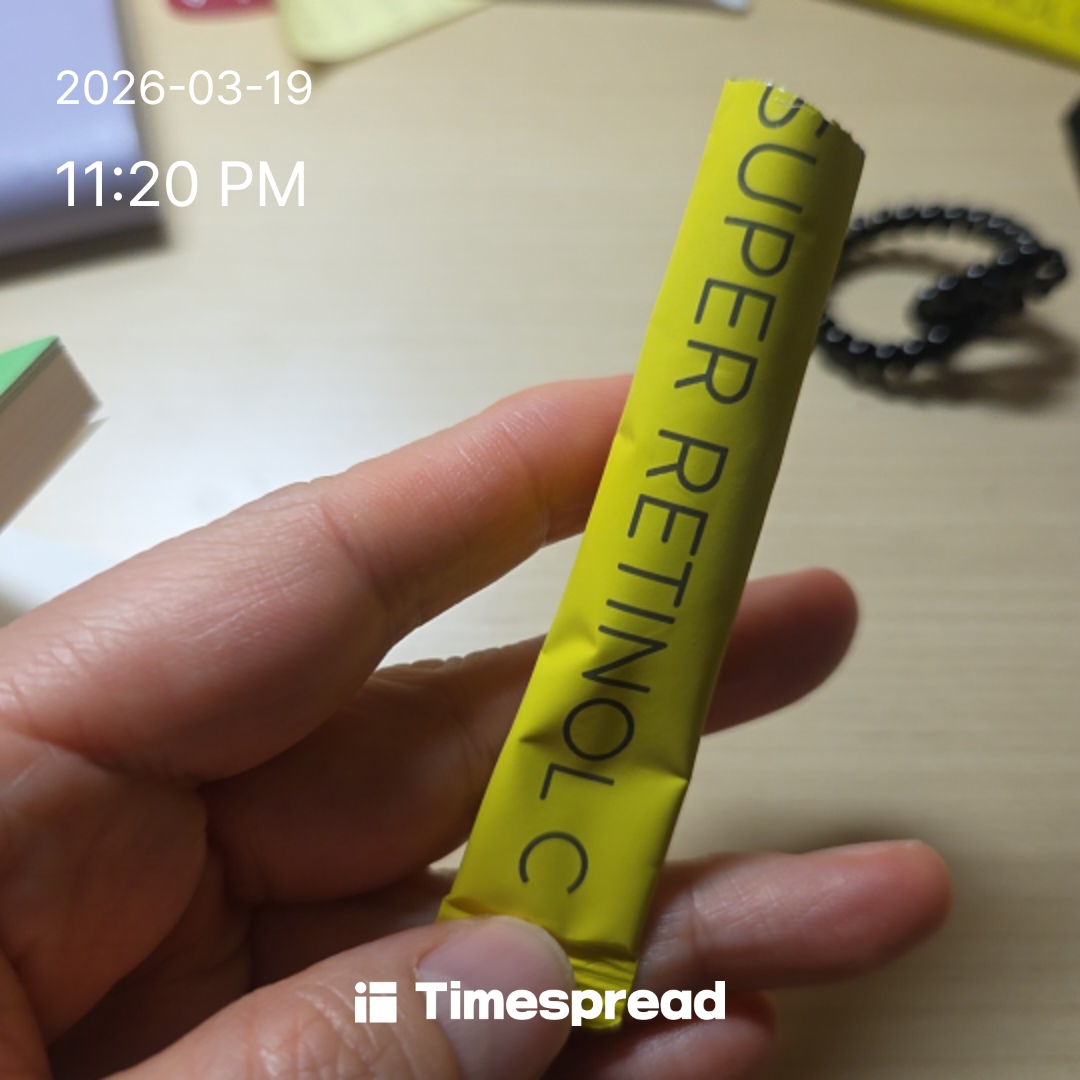 2026-03-19
11:20 PM
SUPER RETINOL C
Timespread